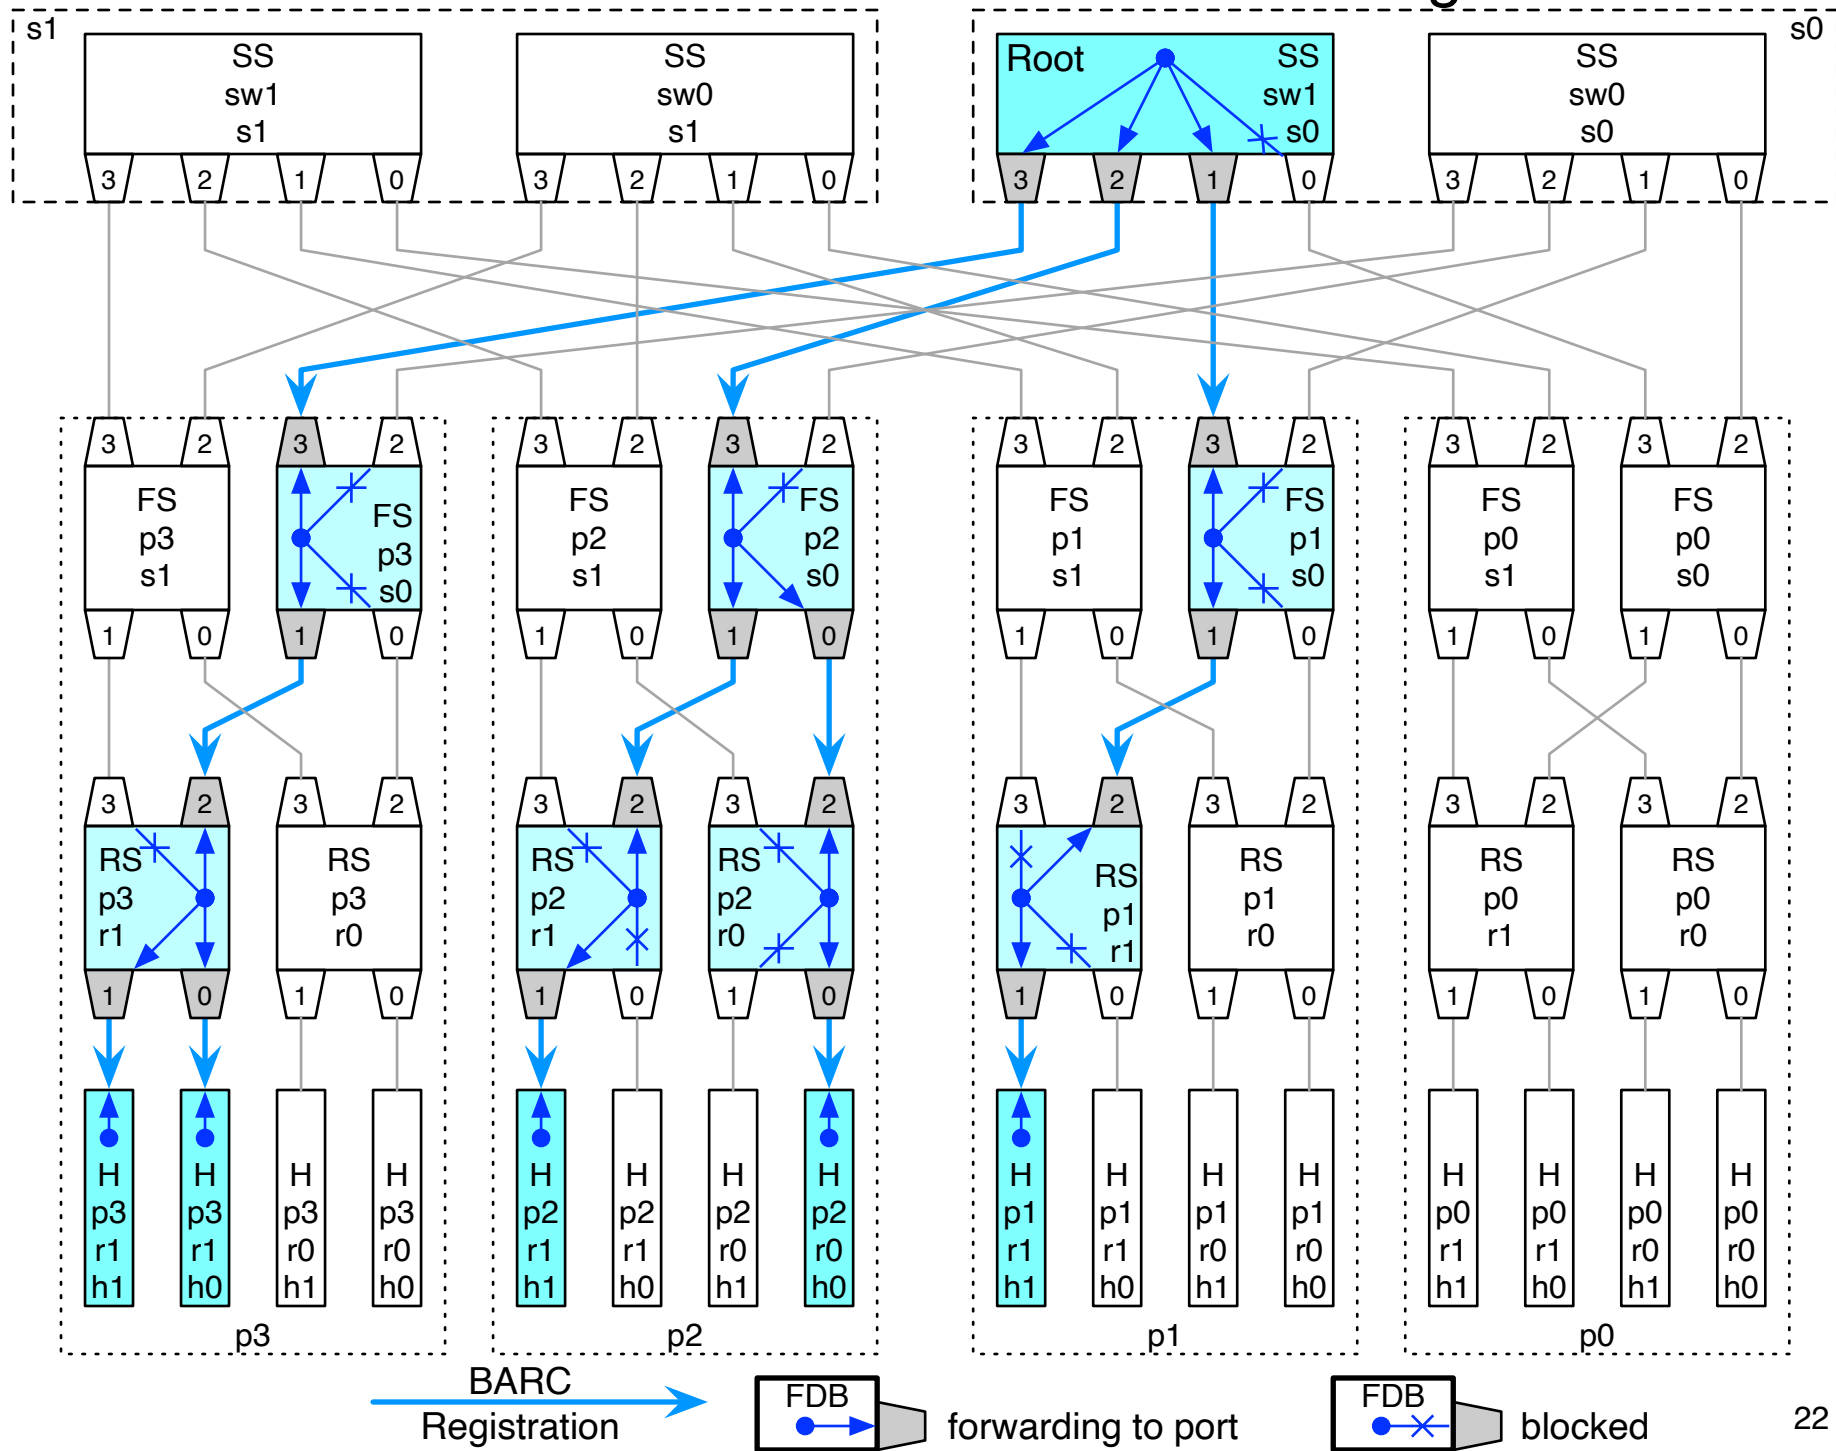 g
s1
s0
SS
sw1
s1
SS
sw0
s1
Root
SS
sw1
s0
SS
sw0
s0
3 2 1 0 3 2 1 0 3 2 1 0 3 2 1 0
3 2 3 2 3 2 3 2 3 2 3 2 3 2 3 2
FS
p3
s1
FS
p3
s0
FS
p2
s1
FS
p2
s0
FS
p1
s1
FS
p1
s0
FS
p0
s1
FS
p0
s0
1 0 1 0 1 0 1 0 1 0 1 0 1 0 1 0
3 2 3 2 3 2 3 2 3 2 3 2 3 2 3 2
RS
p3
r1
RS
p3
r0
RS
p2
r1
RS
p2
r0
RS
p1
r1
RS
p1
r0
RS
p0
r1
RS
p0
r0
1 0 1 0 1 0 1 0 1 0 1 0 1 0 1 0
H
p3
r1
h1
H
p3
r1
h0
H
p3
r0
h1
H
p3
r0
h0
H
p2
r1
h1
H
p2
r1
h0
H
p2
r0
h1
H
p2
r0
h0
H
p1
r1
h1
H
p1
r1
h0
H
p1
r0
h1
H
p1
r0
h0
H
p0
r1
h1
H
p0
r1
h0
H
p0
r0
h1
H
p0
r0
h0
p3
p2
p1
p0
BARC
Registration
FDB
forwarding to port
FDB
blocked
22